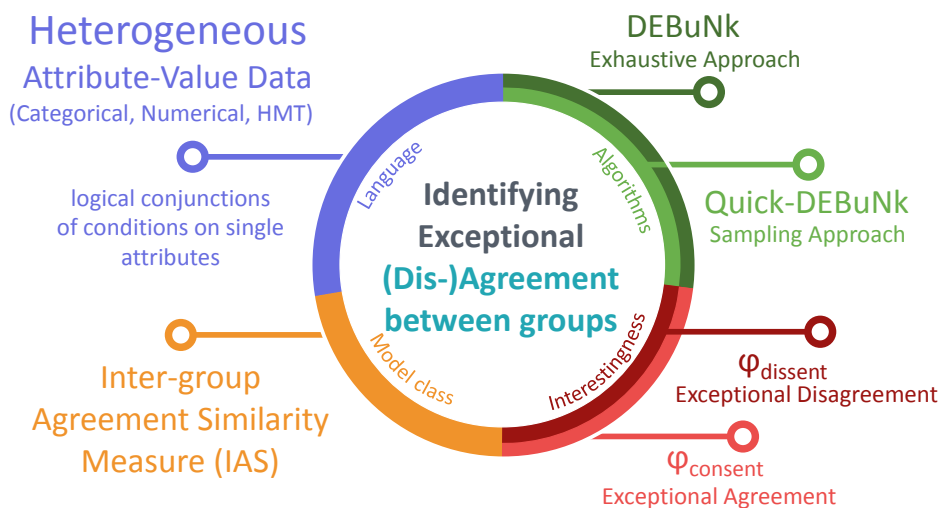 Heterogeneous
Attribute-Value Data
(Categorical, Numerical, HMT)
logical conjunctions
of conditions on single
attributes
DEBuNk
Exhaustive Approach
Quick-DEBuNk
Sampling Approach
Language
Algorithms
Identifying
Exceptional
(Dis-)Agreement
between groups
Model class
Interestingness
Inter-group
Agreement Similarity
Measure (IAS)
φdissent
Exceptional Disagreement
φconsent
Exceptional Agreement